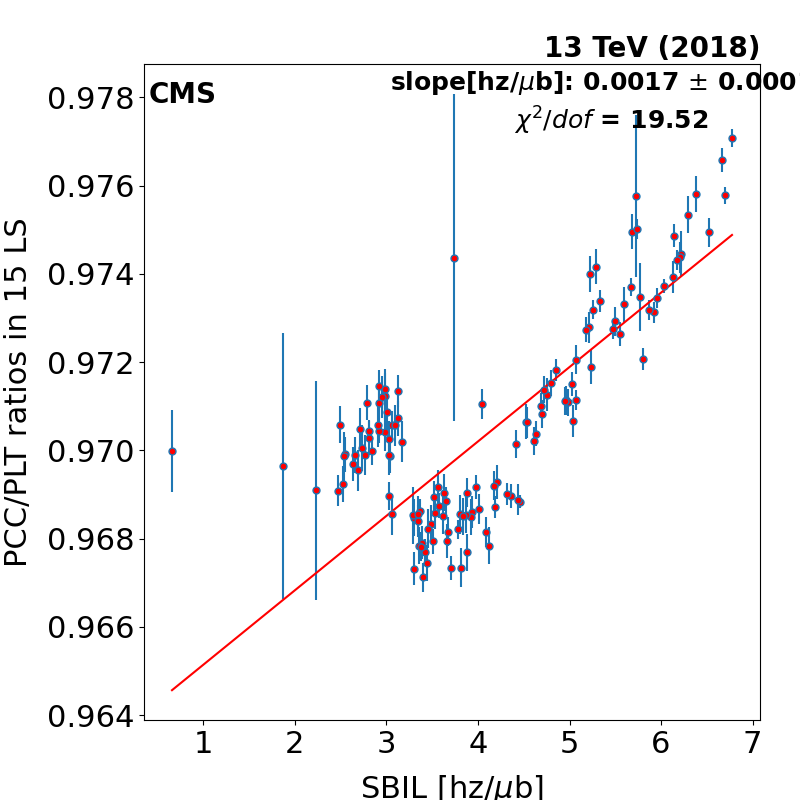 13 TeV (2018)
CMS
slope[hz/μb]: 0.0017 ± 0.000
χ²/dof = 19.52
PCC/PLT ratios in 15 LS
0.978
0.976
0.974
0.972
0.970
0.968
0.966
0.964
1 2 3 4 5 6 7
SBIL [hz/μb]